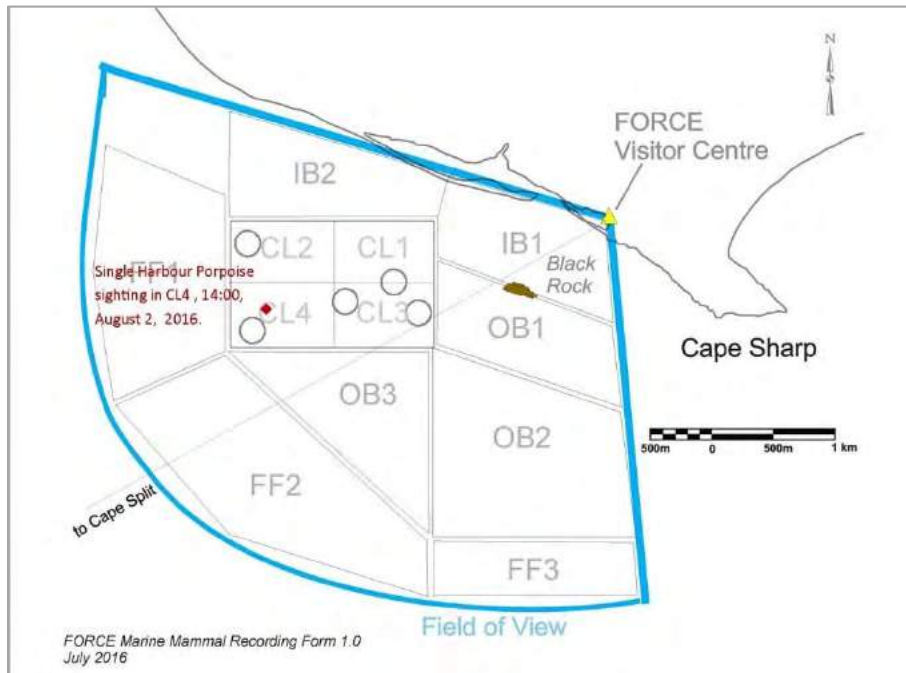 N
S
FORCE
Visitor Centre
IB2
IB1
CL2
CL1
Black
Rock
FF1
Single Harbour Porpoise
sighting in CL4 , 14:00,
August 2,  2016.
CL4
CL3
OB1
Cape Sharp
OB3
OB2
500m
0
500m
1 km
FF2
to Cape Split
FF3
Field of View
FORCE Marine Mammal Recording Form 1.0
July 2016